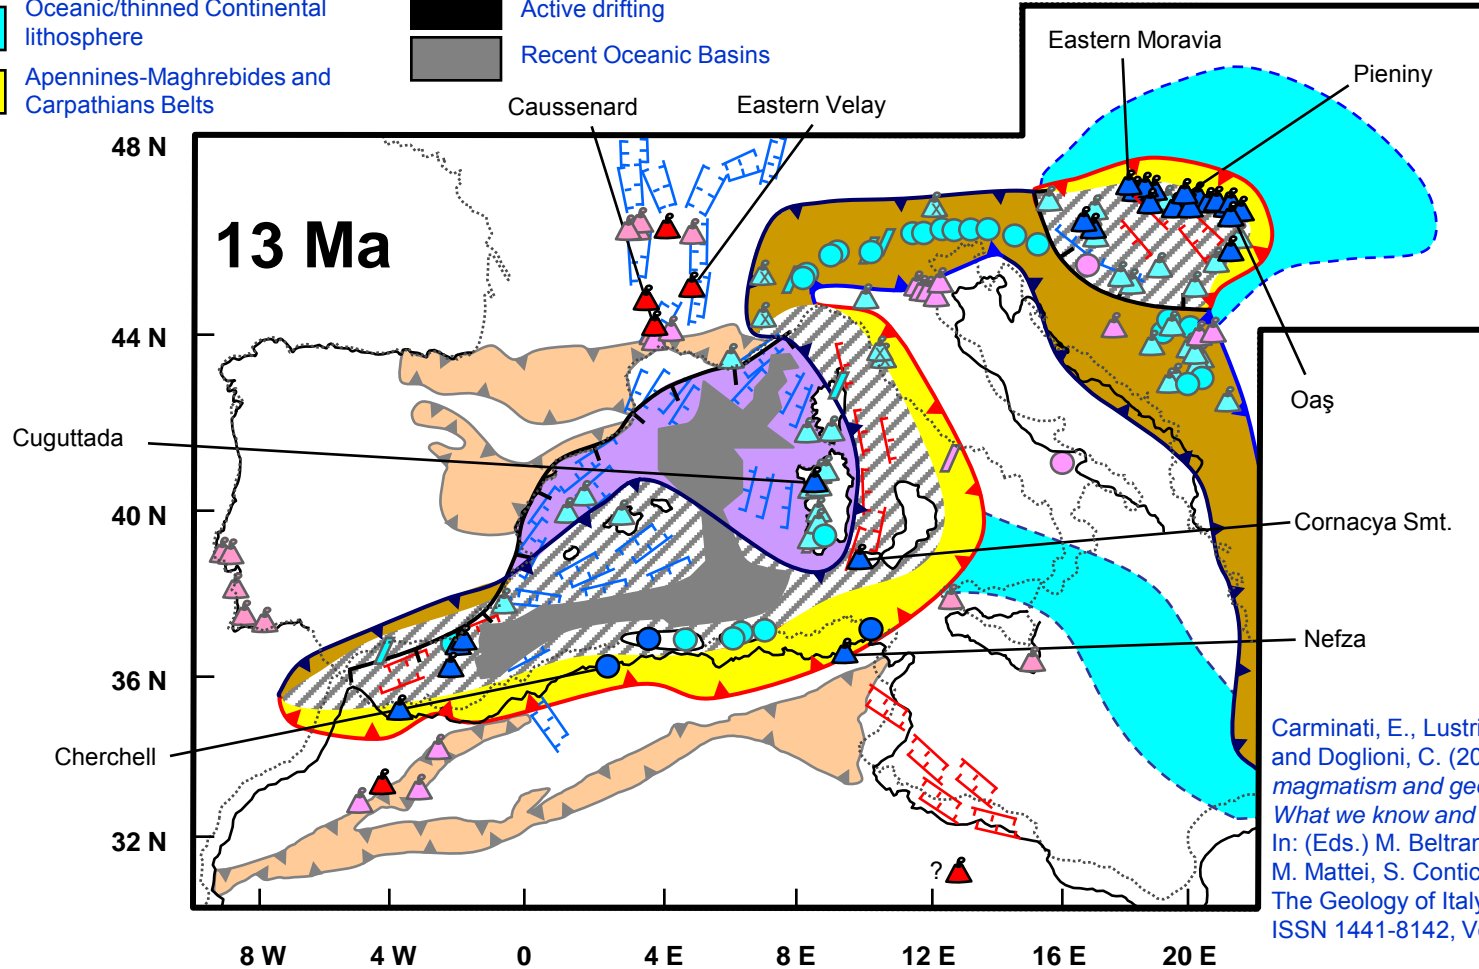 Oceanic/thinned Continental
lithosphere
Apennines-Maghrebides and
Carpathians Belts
Active drifting
Recent Oceanic Basins
Caussenard
Eastern Velay
Eastern Moravia
Pieniny
48 N
13 Ma
44 N
Oaş
Cuguttada
40 N
Cornacya Smt.
Nefza
36 N
Cherchell
32 N
?
8 W
4 W
0
4 E
8 E
12 E
16 E
20 E
Carminati, E., Lustri
and Doglioni, C. (20
magmatism and geo
What we know and
In: (Eds.) M. Beltran
M. Mattei, S. Contic
The Geology of Italy
ISSN 1441-8142, V